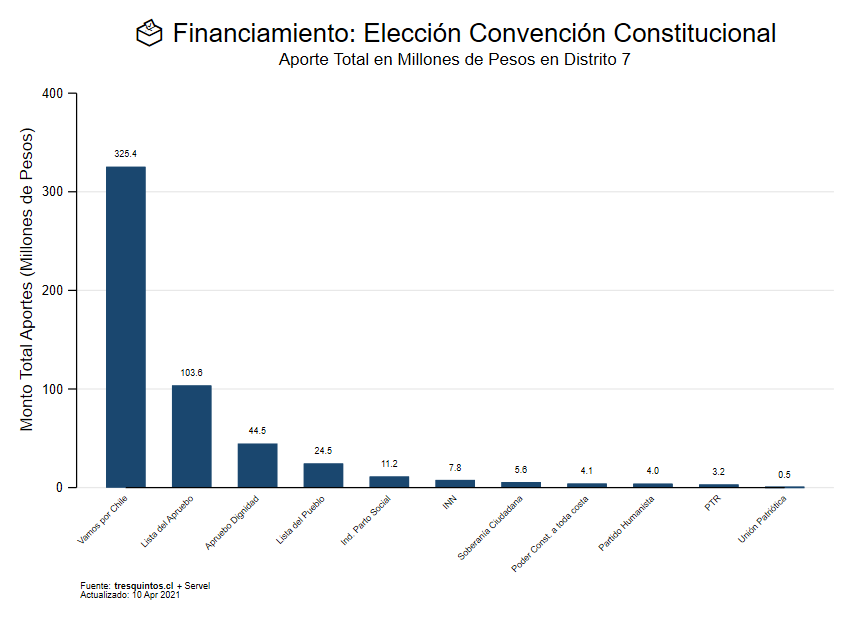 Financiamiento: Elección Convención Constitucional
Aporte Total en Millones de Pesos en Distrito 7
Monto Total Aportes (Millones de Pesos)
400
300
200
100
0
325.4
103.6
44.5
24.5
11.2
7.8
5.6
4.1
4.0
3.2
0.5
Vamos por Chile
Lista del Apruebo
Apruebo Dignidad
Lista del Pueblo
Ind. Parto Social
INN
Soberanía Ciudadana
Poder Const. a toda costa
Partido Humanista
PTR
Unión Patriótica
Fuente: tresquintos.cl + Servel
Actualizado: 10 Apr 2021